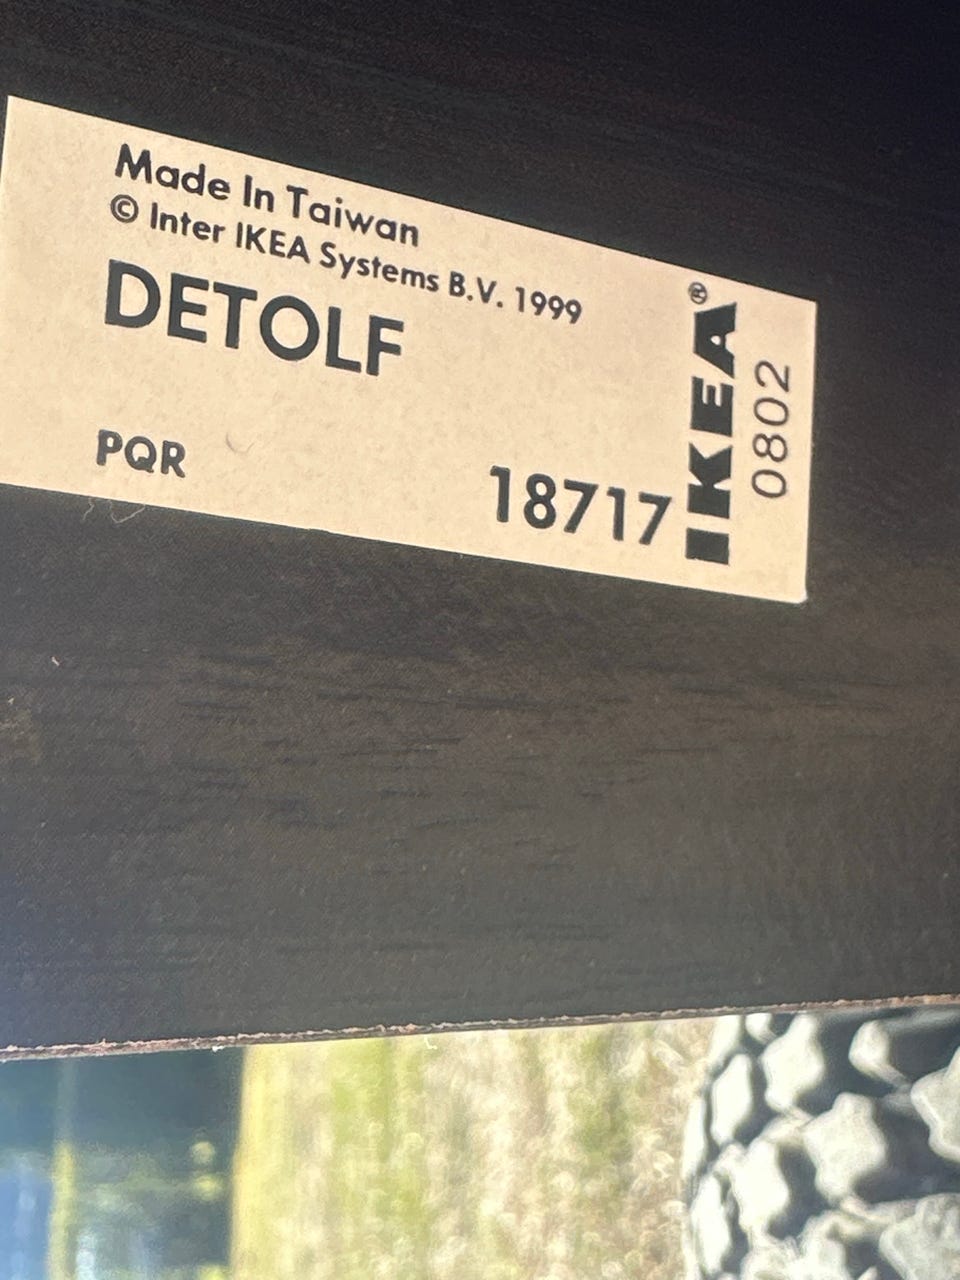 Made In Taiwan
© Inter IKEA Systems B.V. 1999
DETOLF
PQR
18717
IKEA®
0802